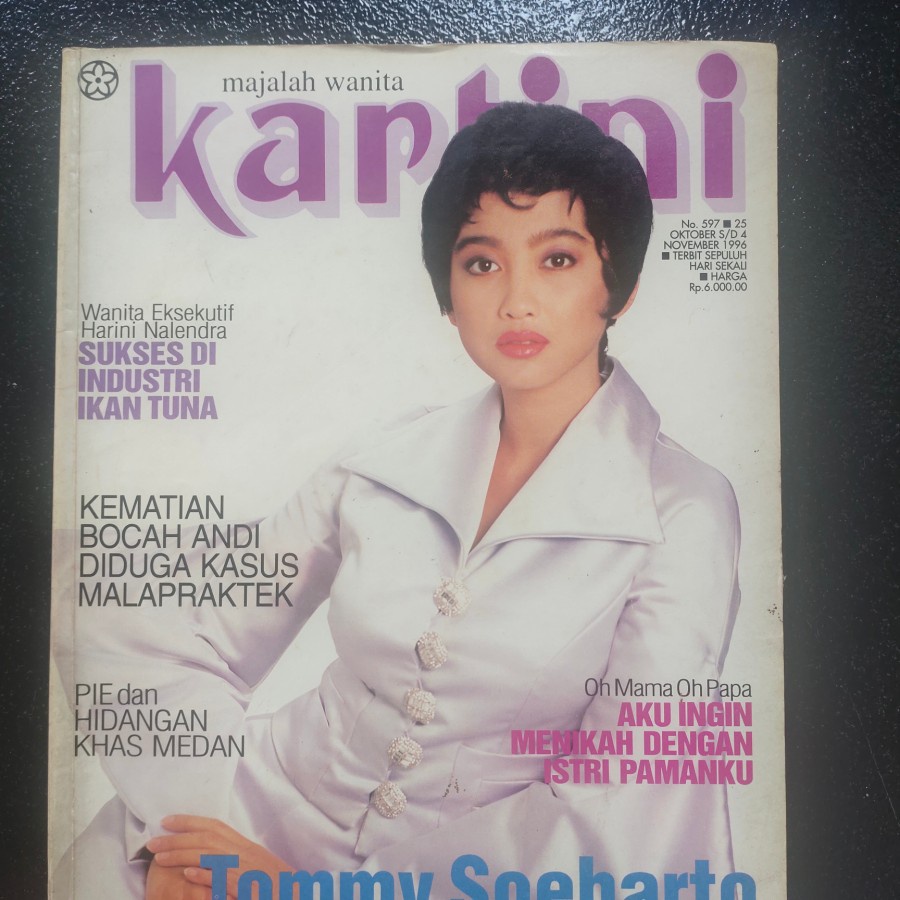 majalah wanita
kartini
No. 597 ■ 25
OKTOBER S/D 4
NOVEMBER 1996
■ TERBIT SEPULUH
HARI SEKALI
■ HARGA
Rp.6.000.00
Wanita Eksekutif
Harini Nalendra
SUKSES DI
INDUSTRI
IKAN TUNA
KEMATIAN
BOCAH ANDI
DIDUGA KASUS
MALAPRAKTEK
PIE dan
HIDANGAN
KHAS MEDAN
Oh Mama Oh Papa
AKU INGIN
MENIKAH DENGAN
ISTRI PAMANKU
Tommy Soeharto